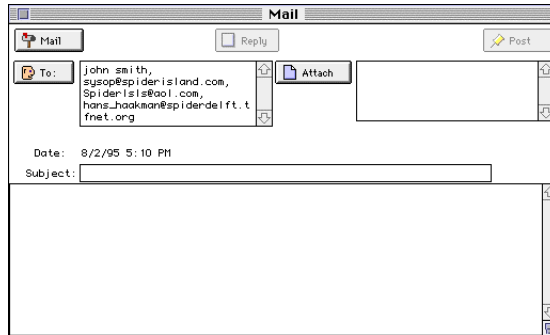 Mail
Mail
Reply
Post
To:
john smith,
sysop@spiderisland.com,
SpiderIsls@aol.com,
hans_haakman@spiderdelft.t
fnet.org
Attach
Date: 8/2/95 5:10 PM
Subject: